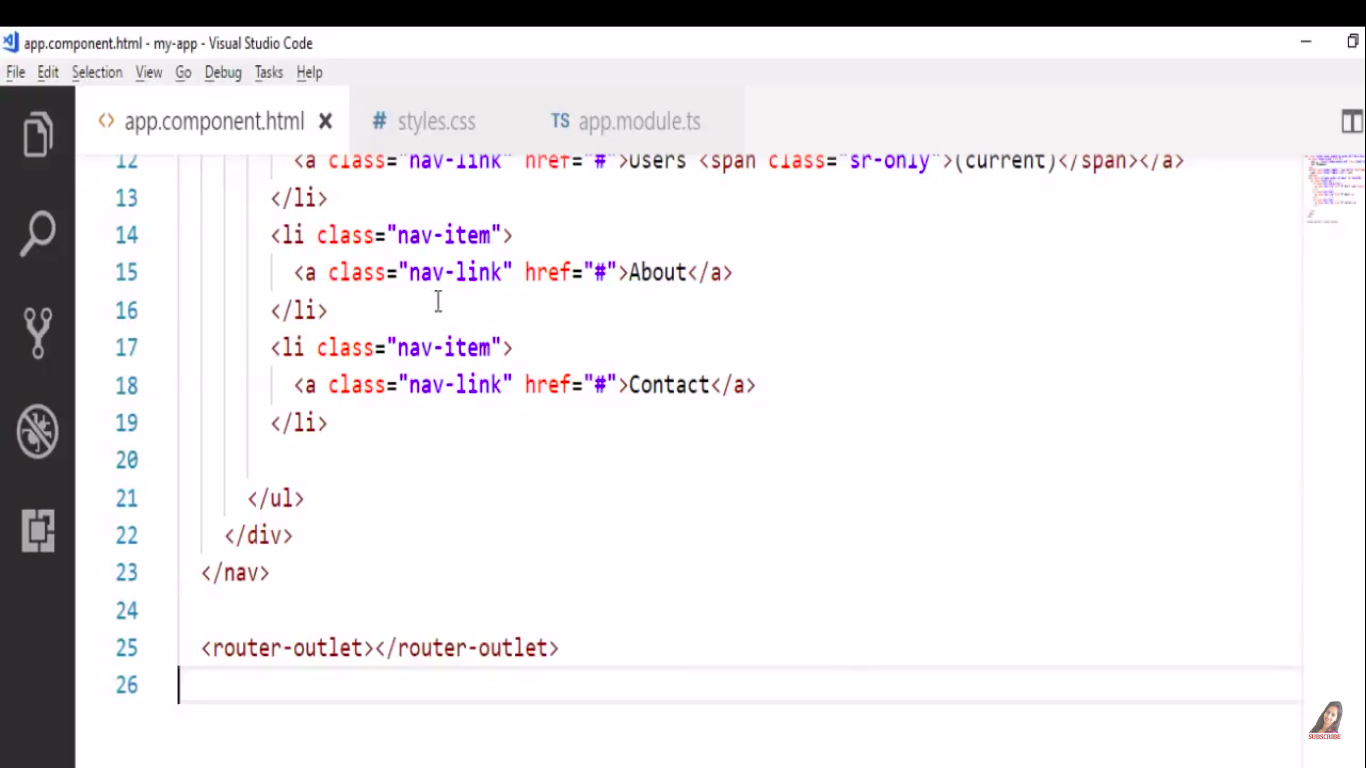 app.component.html - my-app - Visual Studio Code
File Edit Selection View Go Debug Tasks Help
<> app.component.html # styles.css TS app.module.ts
12 <a class="nav-link" href="#">Users <span class="sr-only">(current)</span></a>
13 </li>
14 <li class="nav-item">
15 <a class="nav-link" href="#">About</a>
16 </li>
17 <li class="nav-item">
18 <a class="nav-link" href="#">Contact</a>
19 </li>
20
21 </ul>
22 </div>
23 </nav>
24
25 <router-outlet></router-outlet>
26
SUBSCRIBE